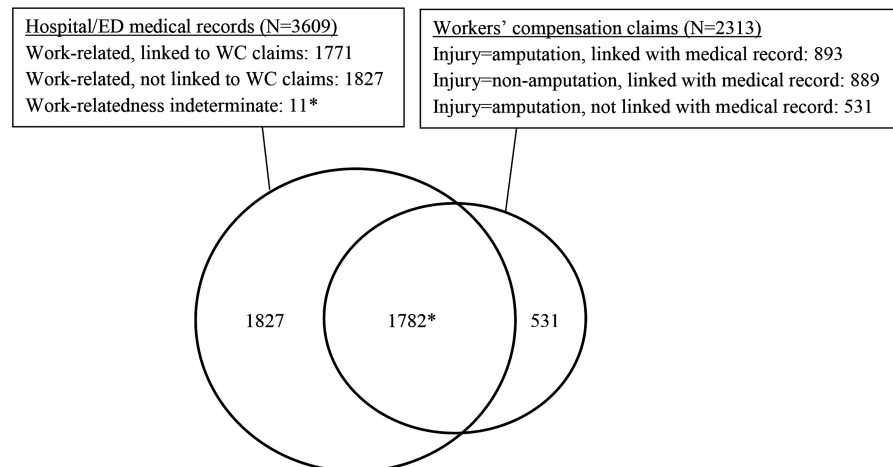 Hospital/ED medical records (N=3609)
Work-related, linked to WC claims: 1771
Work-related, not linked to WC claims: 1827
Work-relatedness indeterminate: 11*
Workers’ compensation claims (N=2313)
Injury=amputation, linked with medical record: 893
Injury=non-amputation, linked with medical record: 889
Injury=amputation, not linked with medical record: 531
1827
1782*
531